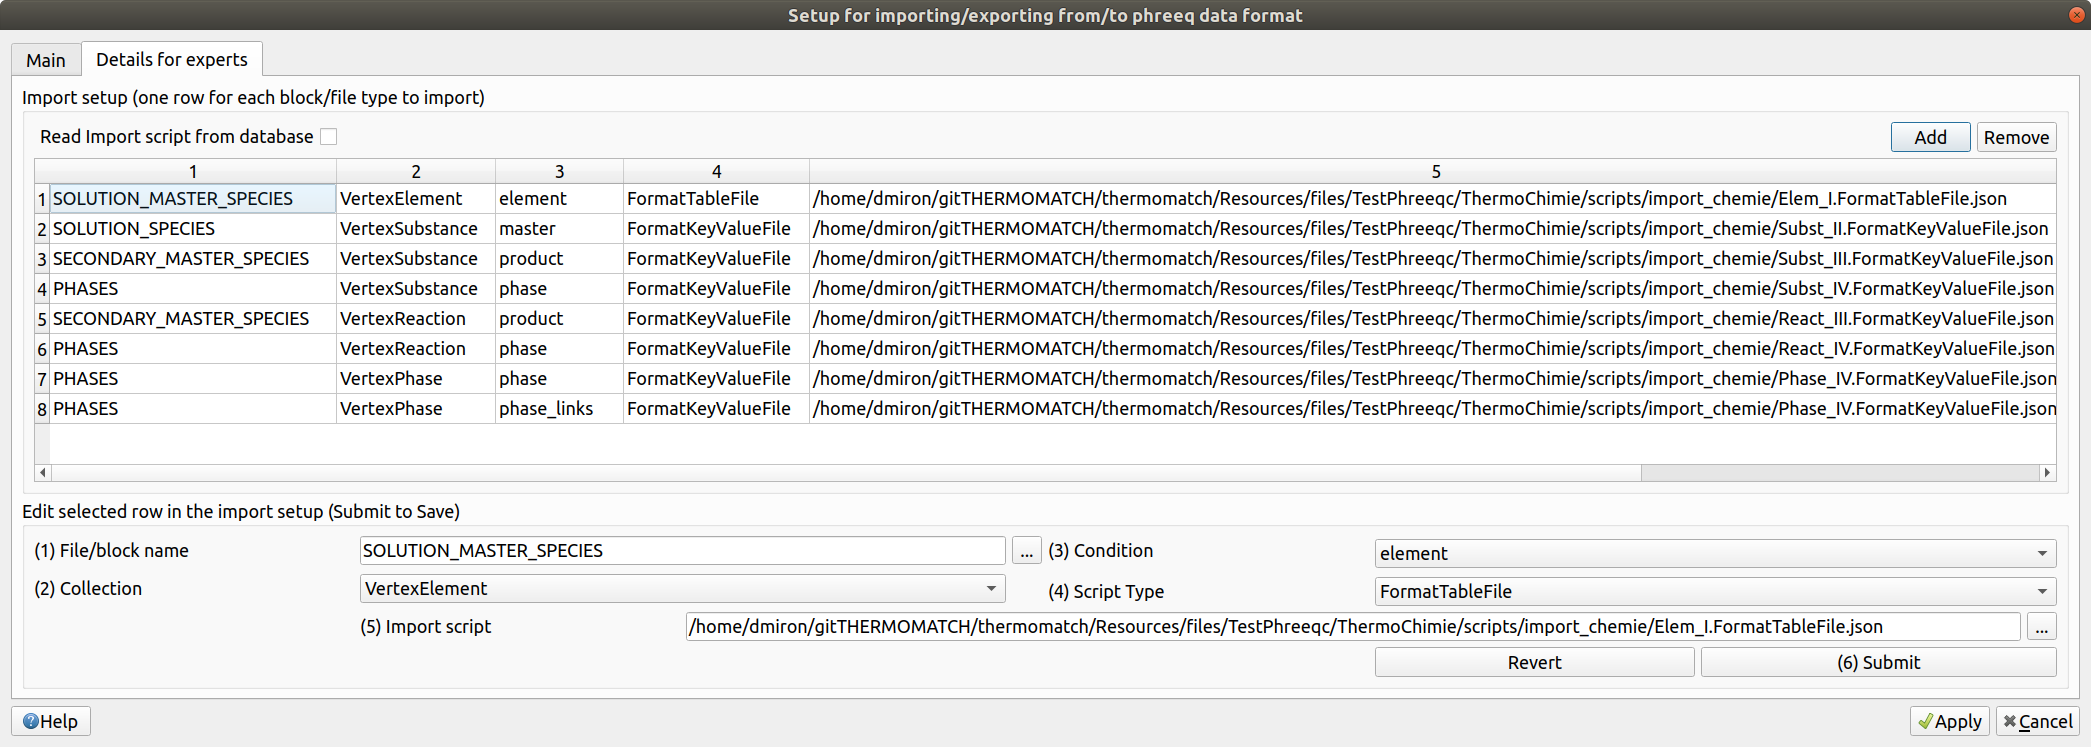 Setup for importing/exporting from/to phreeq data format
Main Details for experts
Import setup (one row for each block/file type to import)
Read Import script from database Add Remove
1 2 3 4 5
1 SOLUTION_MASTER_SPECIES VertexElement element FormatTableFile /home/dmiron/gitTHERMOMATCH/thermomatch/Resources/files/TestPhreeqc/ThermoChimie/scripts/import_chemie/Elem_I.FormatTableFile.json
2 SOLUTION_SPECIES VertexSubstance master FormatKeyValueFile /home/dmiron/gitTHERMOMATCH/thermomatch/Resources/files/TestPhreeqc/ThermoChimie/scripts/import_chemie/Subst_II.FormatKeyValueFile.json
3 SECONDARY_MASTER_SPECIES VertexSubstance product FormatKeyValueFile /home/dmiron/gitTHERMOMATCH/thermomatch/Resources/files/TestPhreeqc/ThermoChimie/scripts/import_chemie/Subst_III.FormatKeyValueFile.json
4 PHASES VertexSubstance phase FormatKeyValueFile /home/dmiron/gitTHERMOMATCH/thermomatch/Resources/files/TestPhreeqc/ThermoChimie/scripts/import_chemie/Subst_IV.FormatKeyValueFile.json
5 SECONDARY_MASTER_SPECIES VertexReaction product FormatKeyValueFile /home/dmiron/gitTHERMOMATCH/thermomatch/Resources/files/TestPhreeqc/ThermoChimie/scripts/import_chemie/React_III.FormatKeyValueFile.json
6 PHASES VertexReaction phase FormatKeyValueFile /home/dmiron/gitTHERMOMATCH/thermomatch/Resources/files/TestPhreeqc/ThermoChimie/scripts/import_chemie/React_IV.FormatKeyValueFile.json
7 PHASES VertexPhase phase FormatKeyValueFile /home/dmiron/gitTHERMOMATCH/thermomatch/Resources/files/TestPhreeqc/ThermoChimie/scripts/import_chemie/Phase_IV.FormatKeyValueFile.json
8 PHASES VertexPhase phase_links FormatKeyValueFile /home/dmiron/gitTHERMOMATCH/thermomatch/Resources/files/TestPhreeqc/ThermoChimie/scripts/import_chemie/Phase_IV.FormatKeyValueFile.json
Edit selected row in the import setup (Submit to Save)
(1) File/block name SOLUTION_MASTER_SPECIES ... (3) Condition element
(2) Collection VertexElement (4) Script Type FormatTableFile
(5) Import script /home/dmiron/gitTHERMOMATCH/thermomatch/Resources/files/TestPhreeqc/ThermoChimie/scripts/import_chemie/Elem_I.FormatTableFile.json ...
Revert (6) Submit
Help Apply Cancel